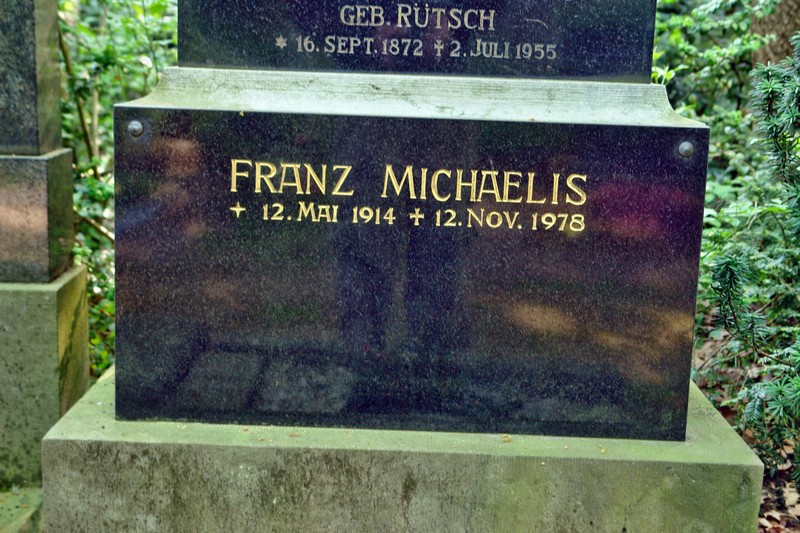 GEB. RÜTSCH
* 16. SEPT. 1872 ✝ 2. JULI 1955
FRANZ MICHAELIS
✦ 12. MAI 1914 ✝ 12. NOV. 1978